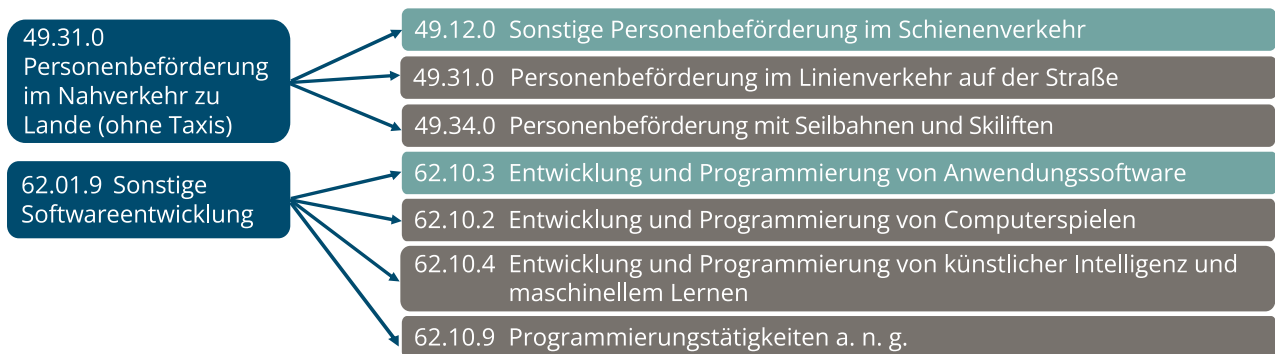 49.31.0
Personenbeförderung
im Nahverkehr zu
Lande (ohne Taxis)
49.12.0 Sonstige Personenbeförderung im Schienenverkehr
49.31.0 Personenbeförderung im Linienverkehr auf der Straße
49.34.0 Personenbeförderung mit Seilbahnen und Skiliften
62.01.9 Sonstige
Softwareentwicklung
62.10.3 Entwicklung und Programmierung von Anwendungssoftware
62.10.2 Entwicklung und Programmierung von Computerspielen
62.10.4 Entwicklung und Programmierung von künstlicher Intelligenz und
maschinellem Lernen
62.10.9 Programmierungstätigkeiten a. n. g.